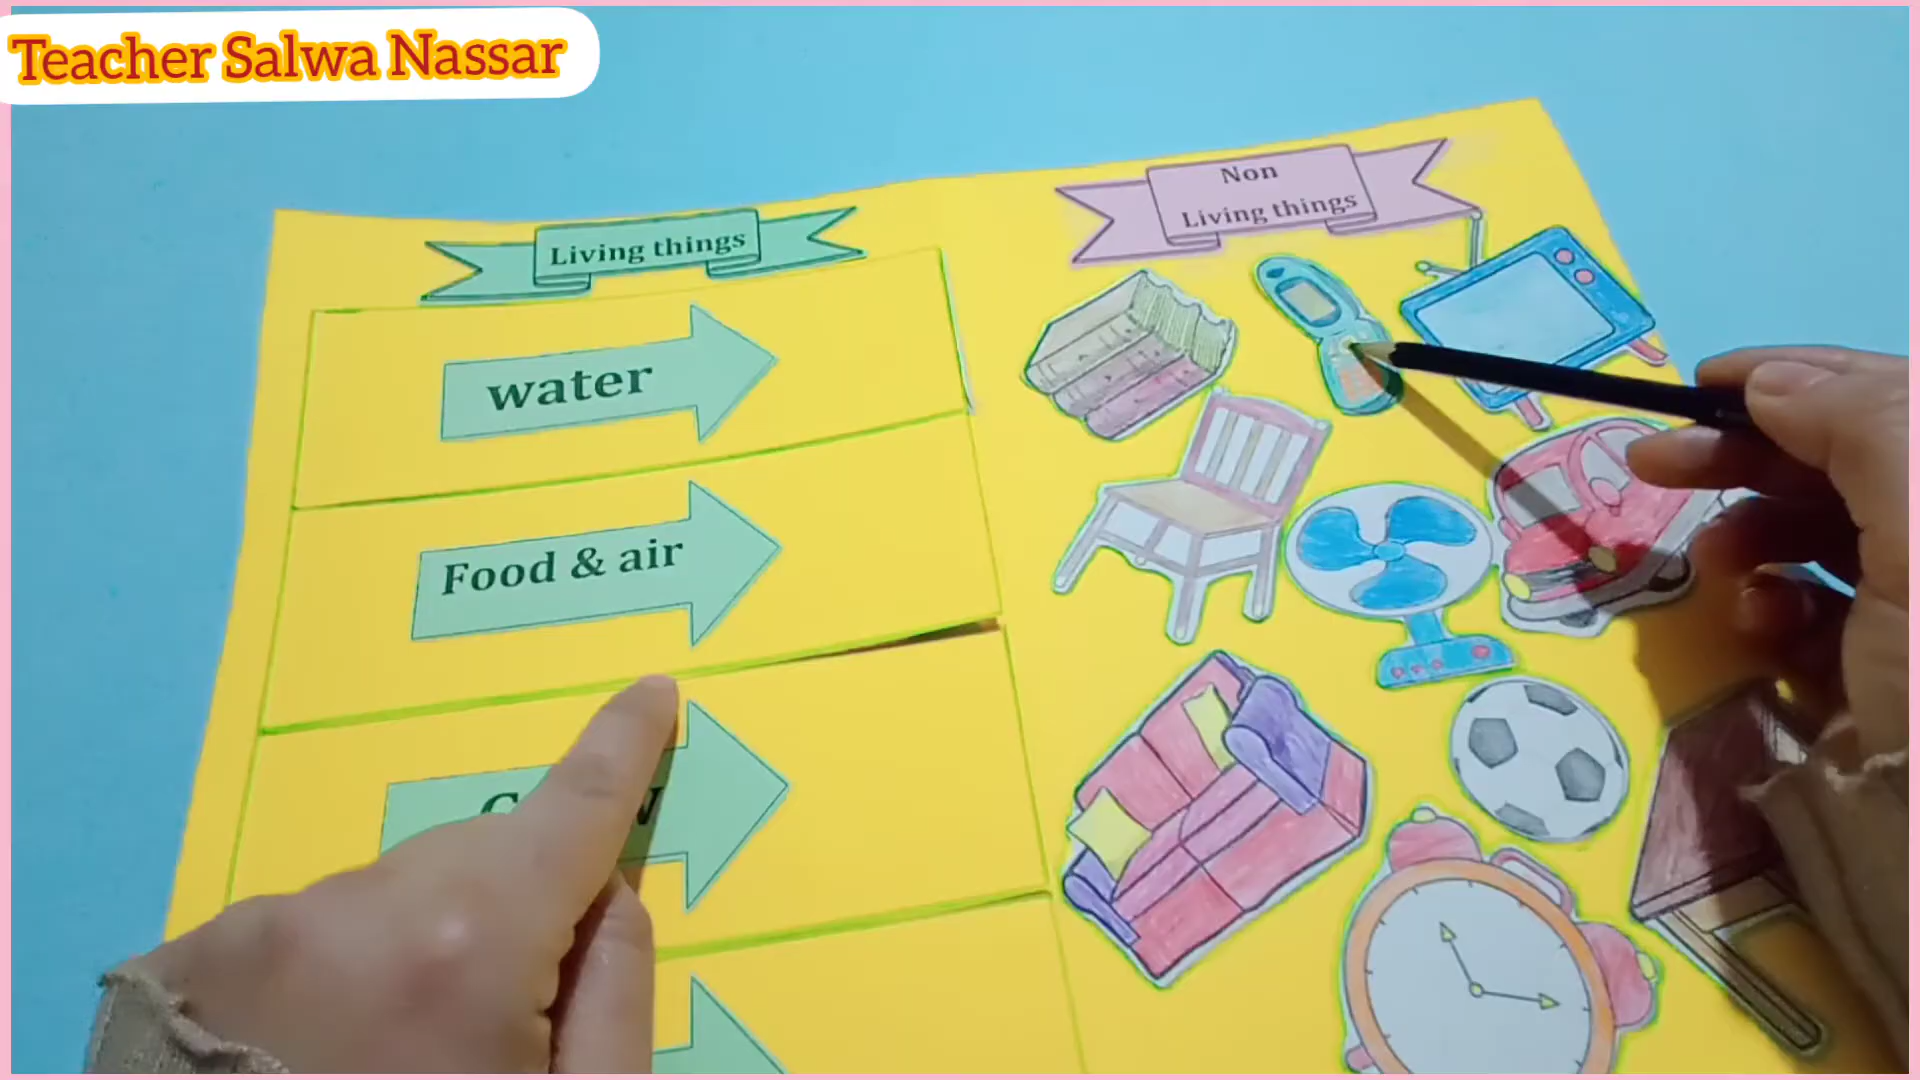 Teacher Salwa Nassar
Living things
water
Food & air
Non
Living things